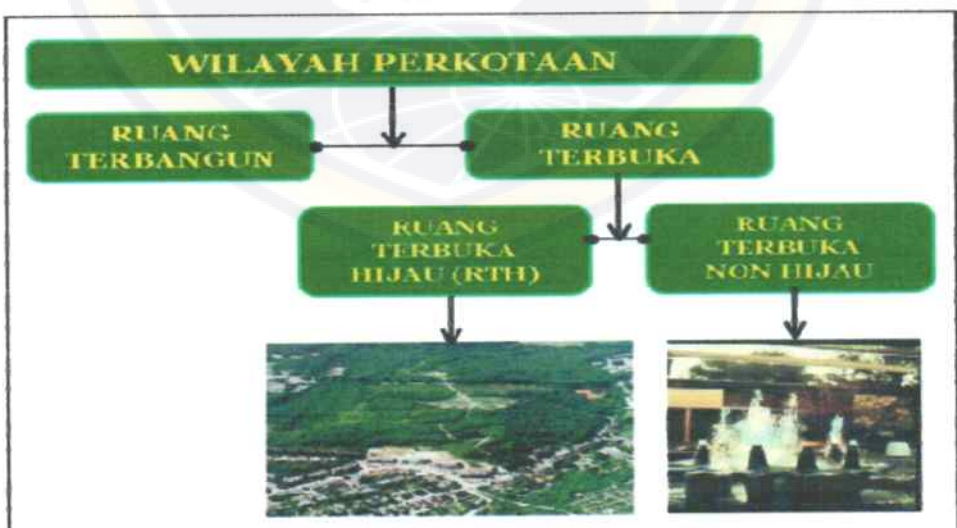 WILAYAH PERKOTAAN
RUANG
TERBANGUN
RUANG
TERBUKA
RUANG
TERBUKA
HIJAU (RTH)
RUANG
TERBUKA
NON HIJAU